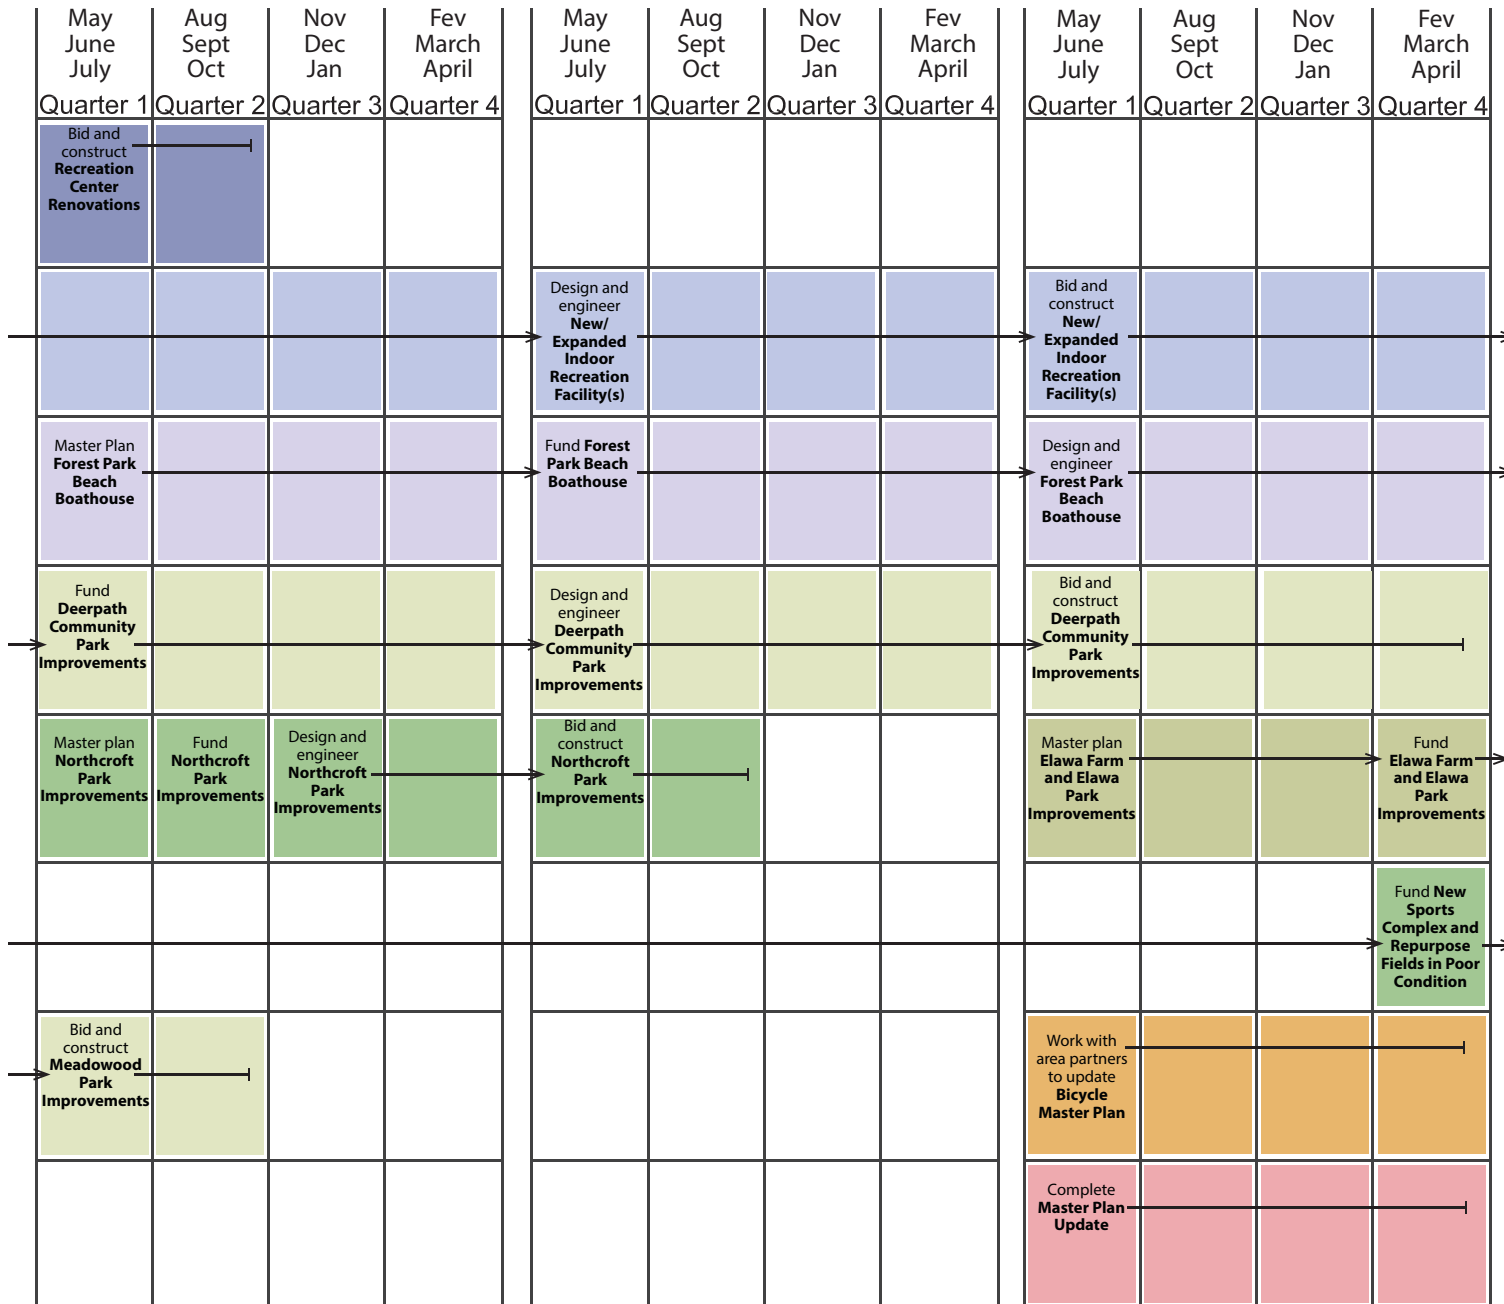 May
June
July
Quarter 1
Aug
Sept
Oct
Quarter 2
Nov
Dec
Jan
Quarter 3
Fev
March
April
Quarter 4
May
June
July
Quarter 1
Aug
Sept
Oct
Quarter 2
Nov
Dec
Jan
Quarter 3
Fev
March
April
Quarter 4
May
June
July
Quarter 1
Aug
Sept
Oct
Quarter 2
Nov
Dec
Jan
Quarter 3
Fev
March
April
Quarter 4
Bid and
construct
Recreation
Center
Renovations
Design and
engineer
New/
Expanded
Indoor
Recreation
Facility(s)
Bid and
construct
New/
Expanded
Indoor
Recreation
Facility(s)
Master Plan
Forest Park
Beach
Boathouse
Fund Forest
Park Beach
Boathouse
Design and
engineer
Forest Park
Beach
Boathouse
Fund
Deerpath
Community
Park
Improvements
Design and
engineer
Deerpath
Community
Park
Improvements
Bid and
construct
Deerpath
Community
Park
Improvements
Master plan
Northcroft
Park
Improvements
Fund
Northcroft
Park
Improvements
Design and
engineer
Northcroft
Park
Improvements
Bid and
construct
Northcroft
Park
Improvements
Master plan
Elawa Farm
and Elawa
Park
Improvements
Fund
Elawa Farm
and Elawa
Park
Improvements
Fund New
Sports
Complex and
Repurpose
Fields in Poor
Condition
Bid and
construct
Meadowood
Park
Improvements
Work with
area partners
to update
Bicycle
Master Plan
Complete
Master Plan
Update